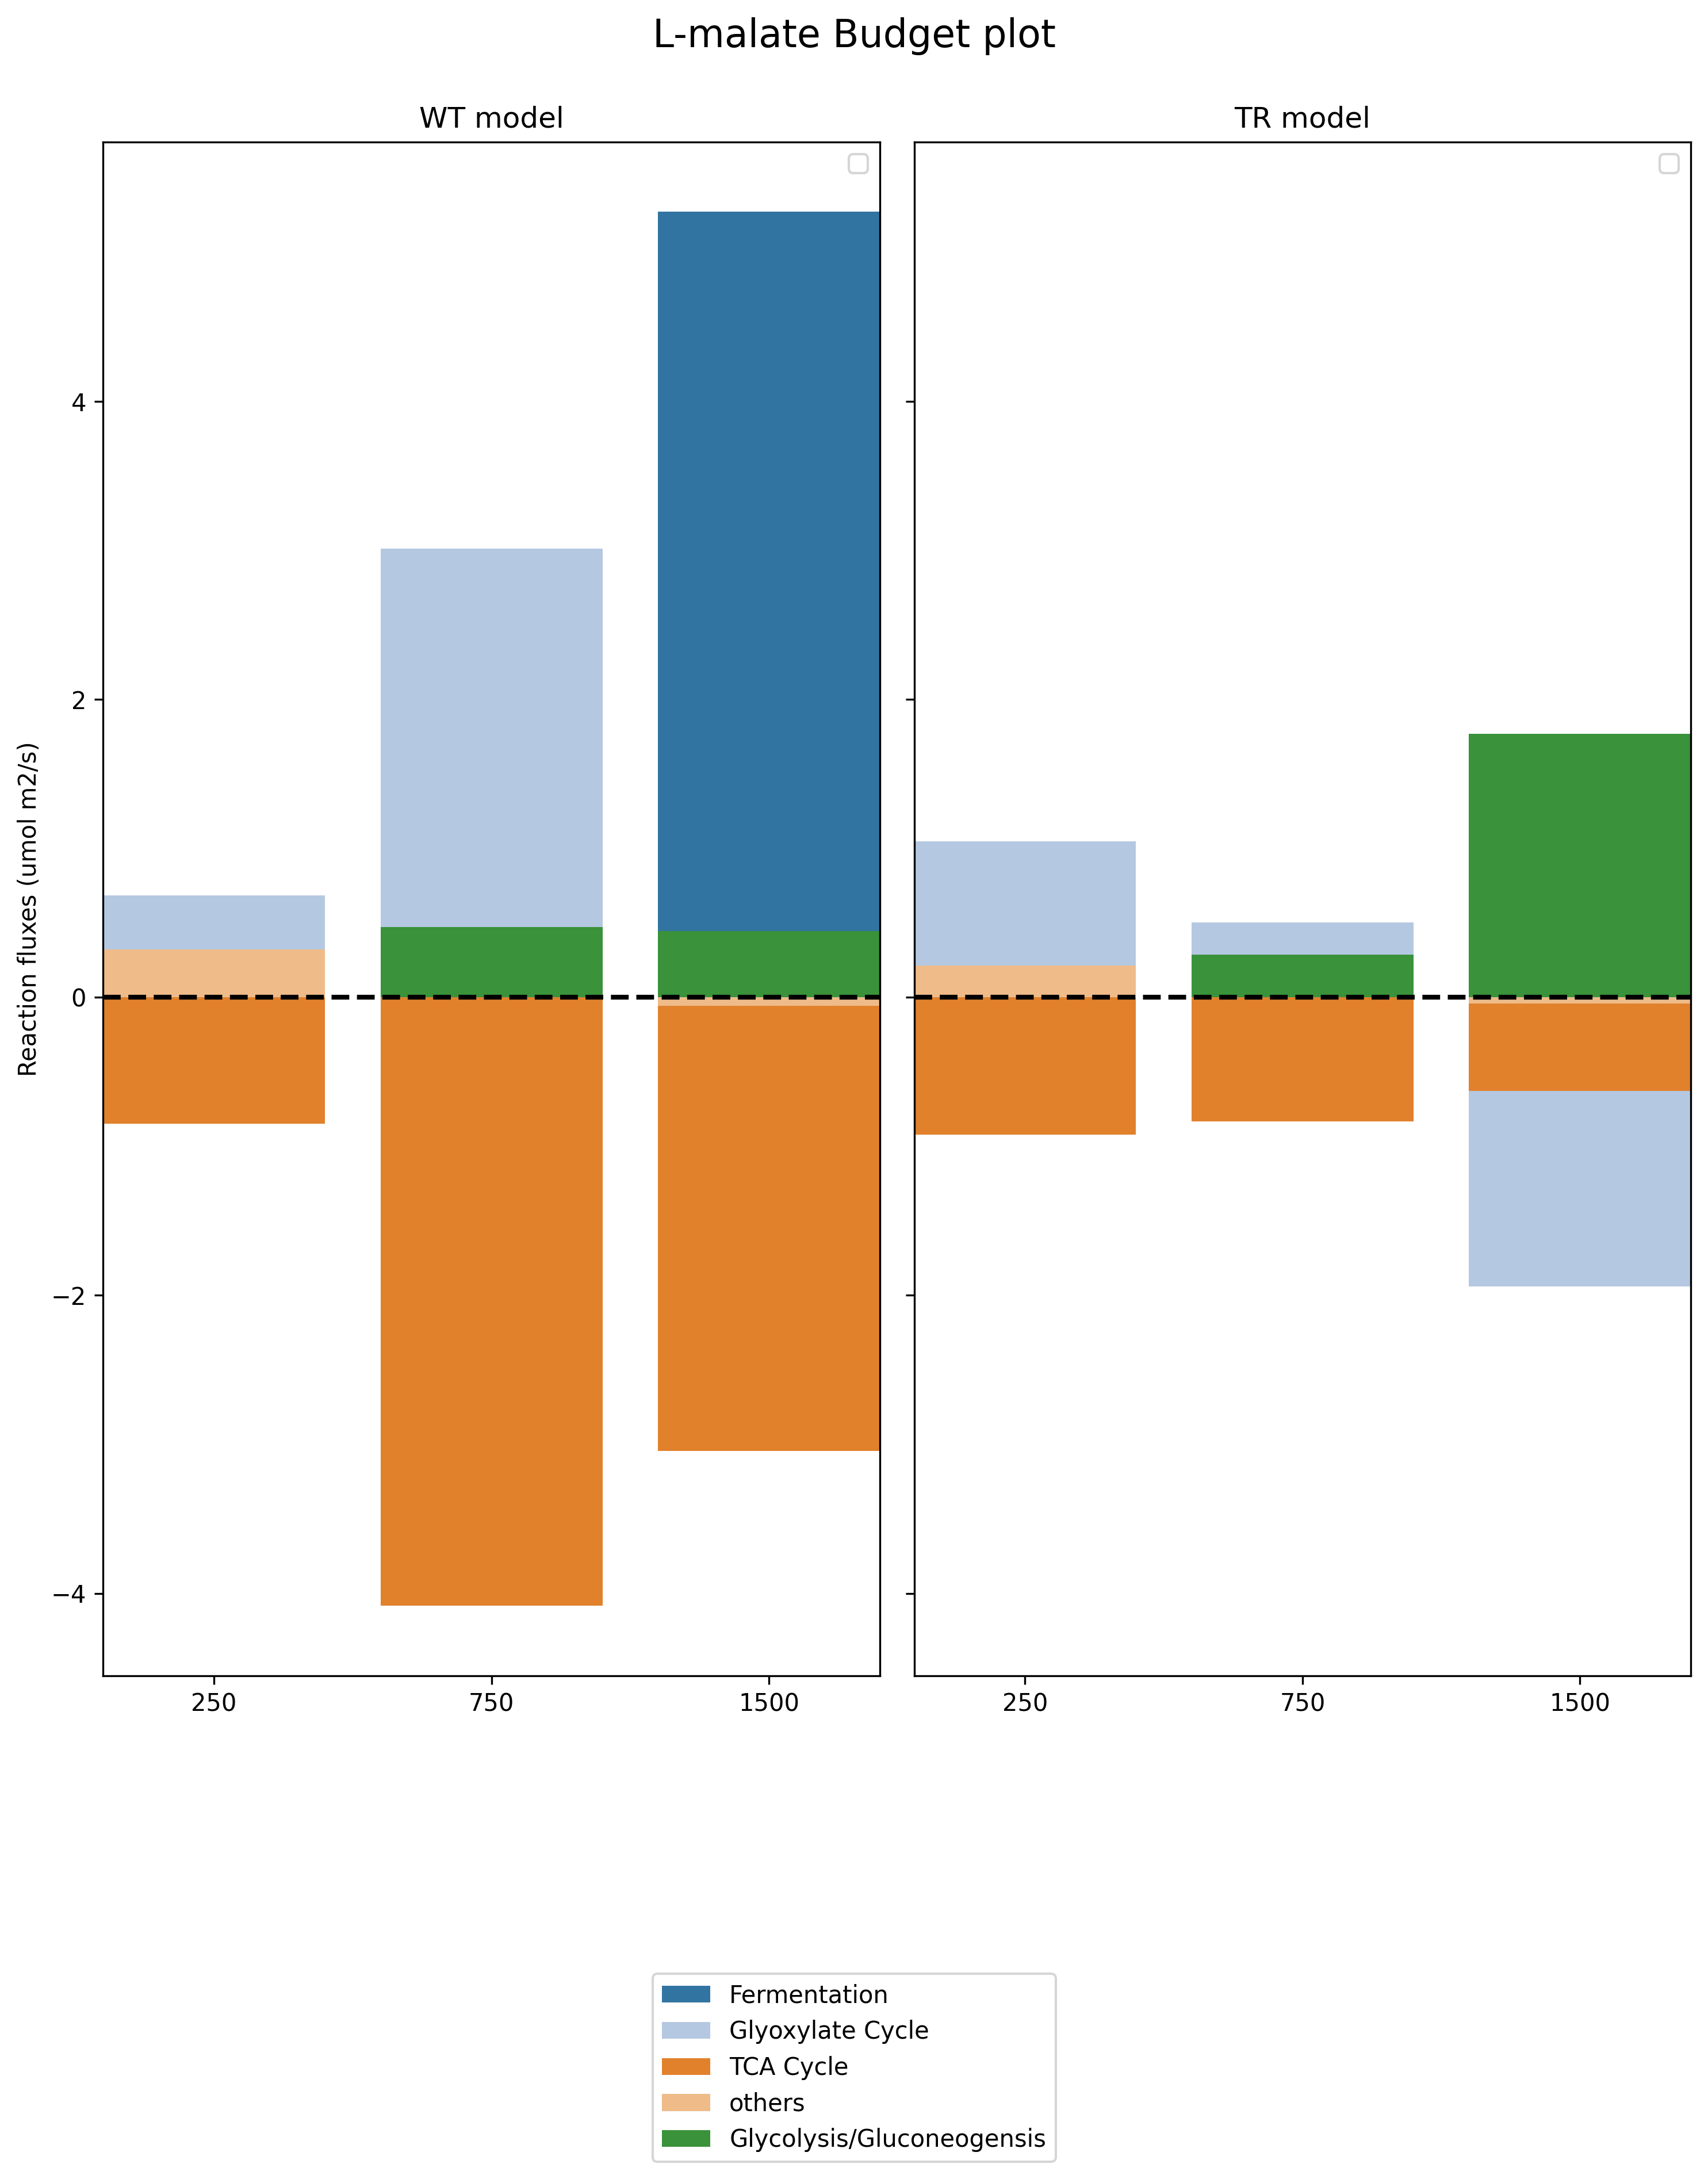 L-malate Budget plot
WT model
TR model
Reaction fluxes (umol m2/s)
4
2
0
−2
−4
250
750
1500
250
750
1500
Fermentation
Glyoxylate Cycle
TCA Cycle
others
Glycolysis/Gluconeogensis